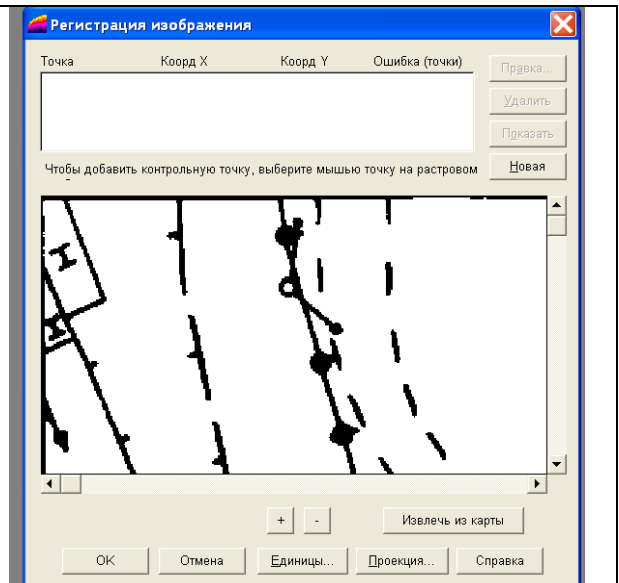 Регистрация изображения
Точка Коорд X Коорд Y Ошибка (точки)
Правка...
Удалить
Показать
Новая
Чтобы добавить контрольную точку, выберите мышью точку на растровом
Н
+ -
Извлечь из карты
OK Отмена Единицы... Проекция... Справка